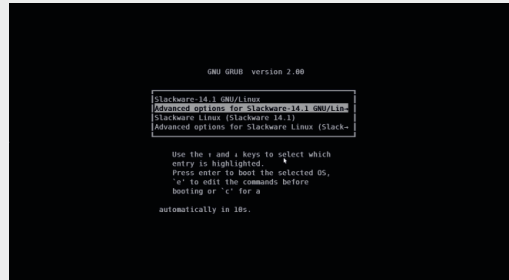 GNU GRUB version 2.00
Slackware-14.1 GNU/Linux
Advanced options for Slackware-14.1 GNU/Lin→
Slackware Linux (Slackware 14.1)
Advanced options for Slackware Linux (Slack→
Use the ↑ and ↓ keys to select which
entry is highlighted.
Press enter to boot the selected OS,
`e' to edit the commands before
booting or `c' for a
automatically in 10s.